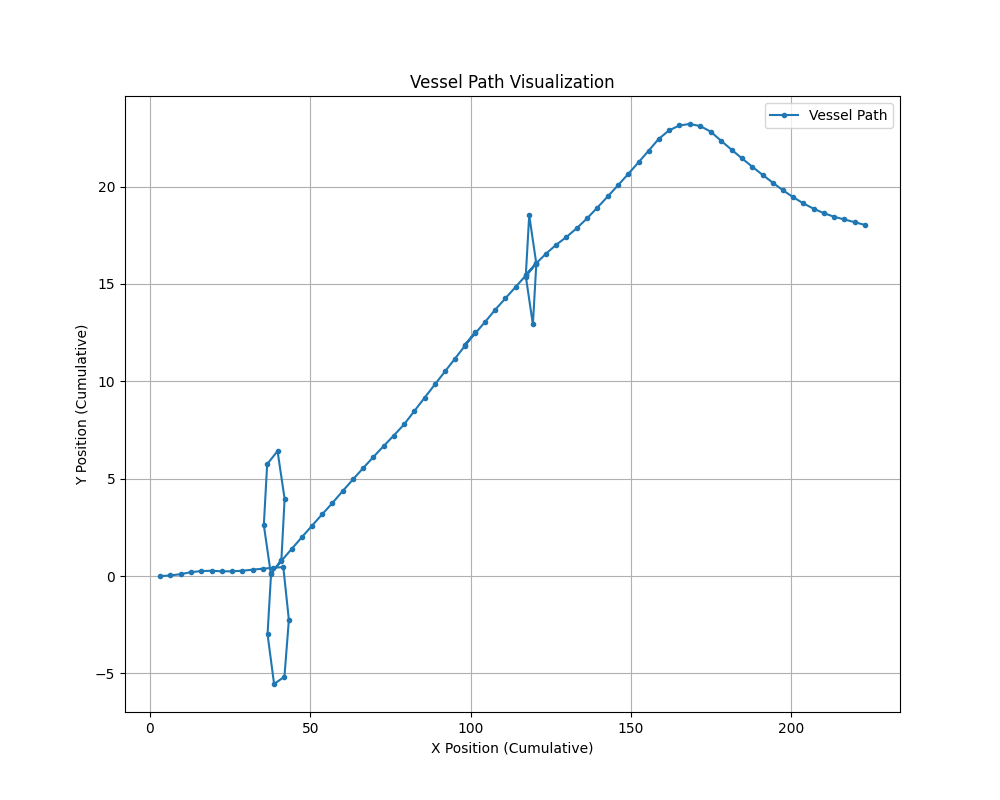 Vessel Path Visualization
Vessel Path
20
15
10
5
0
−5
Y Position (Cumulative)
0 50 100 150 200
X Position (Cumulative)